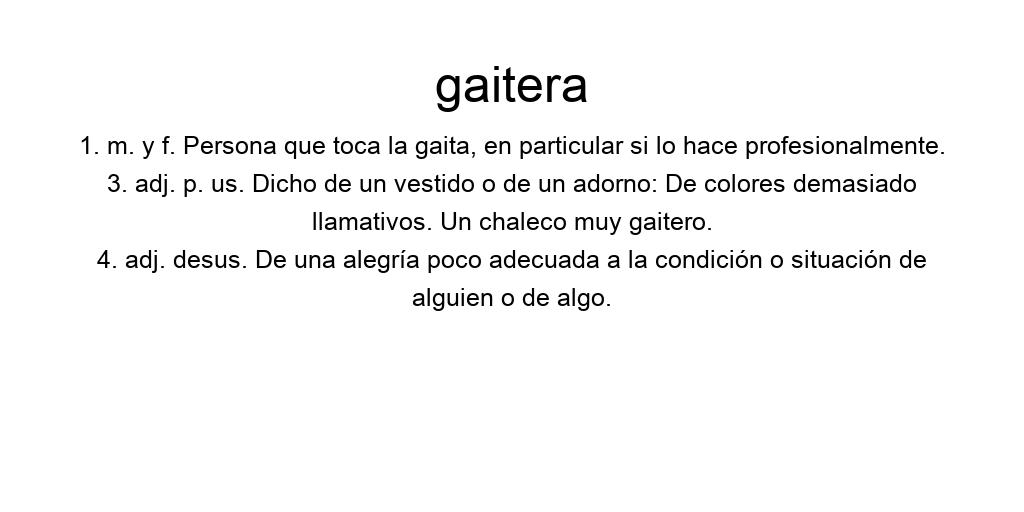 gaitera
1. m. y f. Persona que toca la gaita, en particular si lo hace profesionalmente.
3. adj. p. us. Dicho de un vestido o de un adorno: De colores demasiado
llamativos. Un chaleco muy gaitero.
4. adj. desus. De una alegría poco adecuada a la condición o situación de
alguien o de algo.